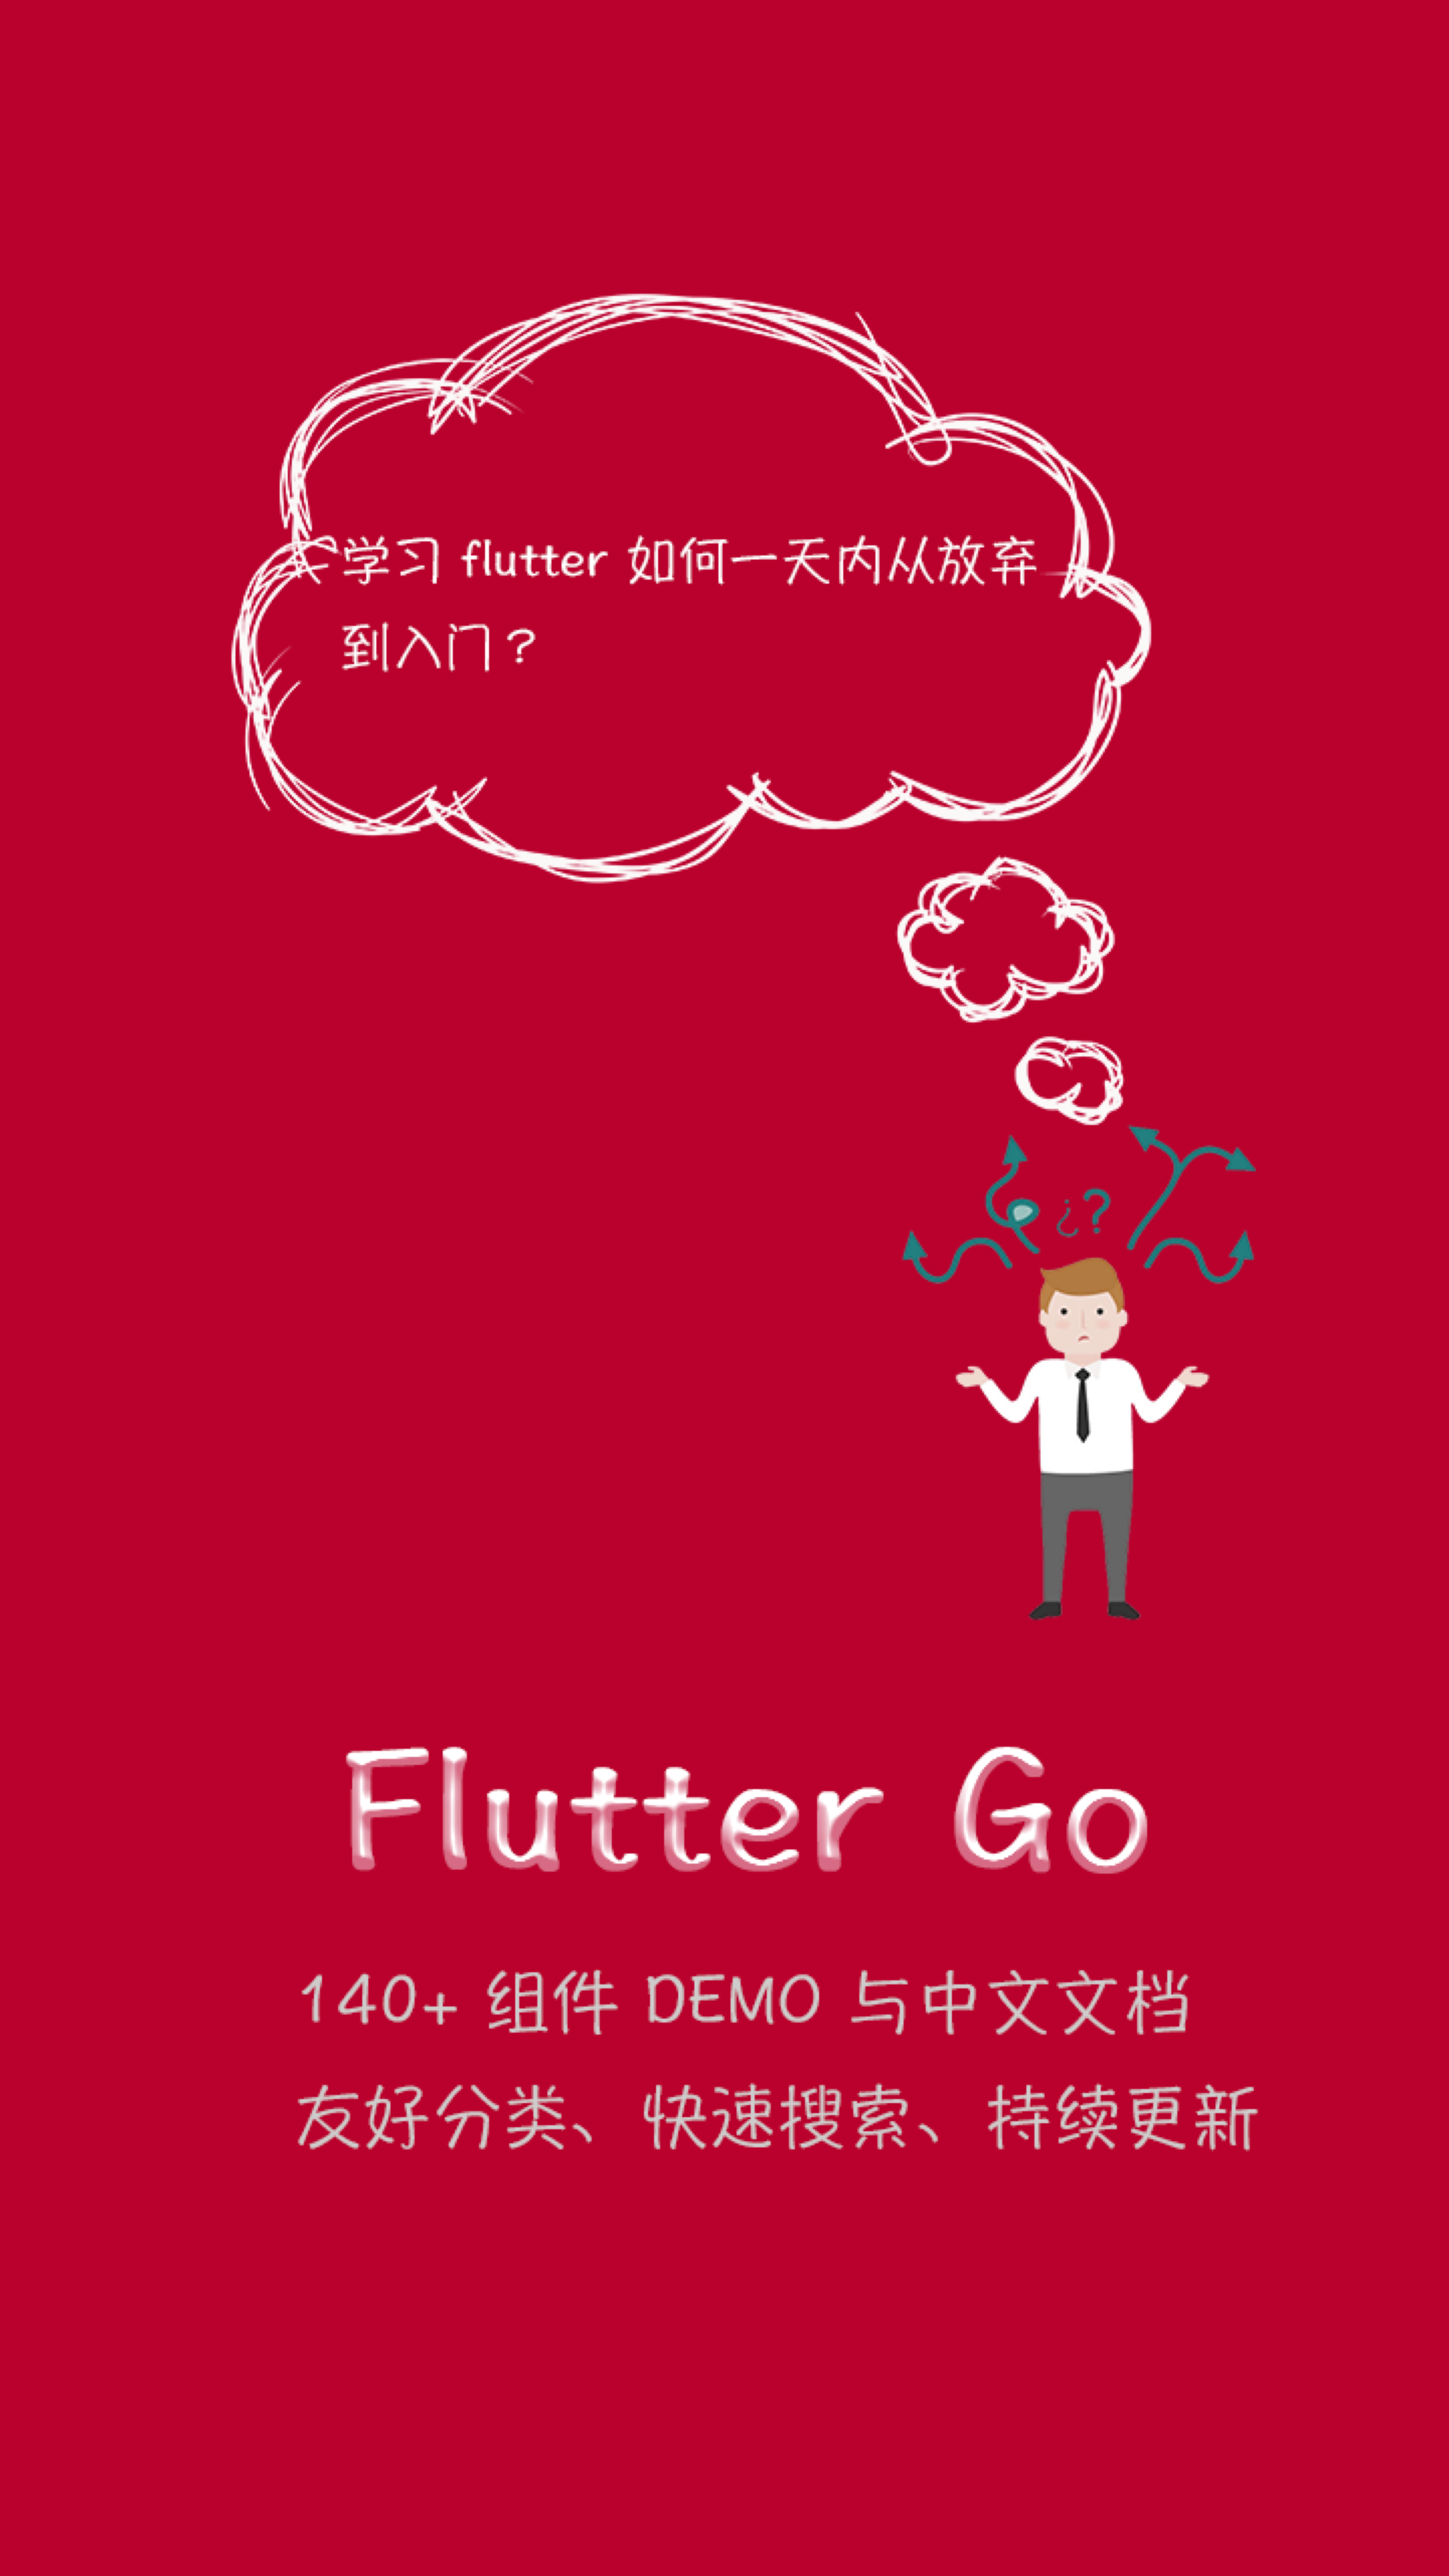 学习 flutter 如何一天内从放弃
到入门？
¿?
Flutter Go
140+ 组件 DEMO 与中文文档
友好分类、快速搜索、持续更新